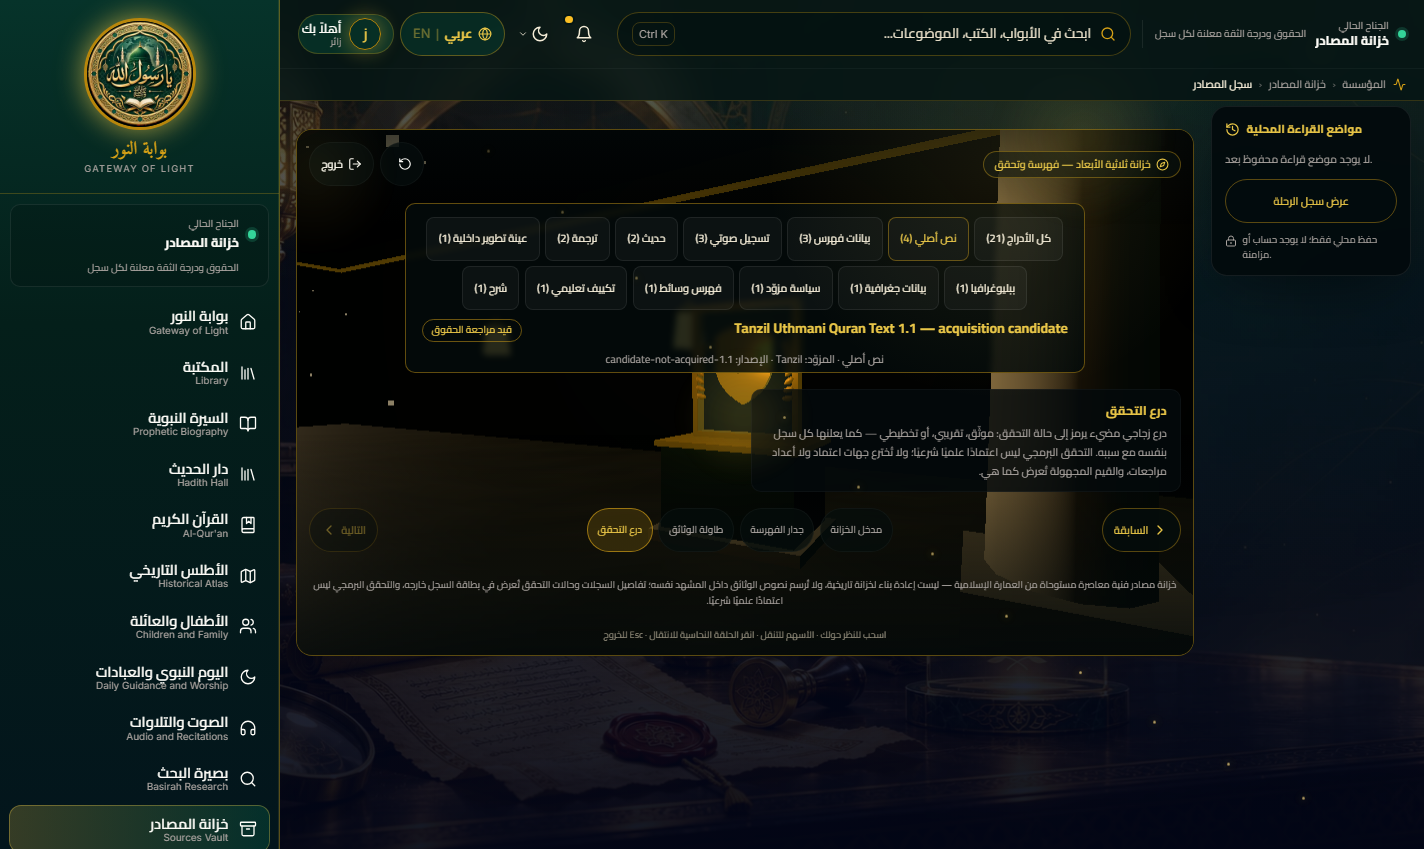 الجناح الحالي
خزانة المصادر
الحقوق ودرجة الثقة معلنة لكل سجل
ابحث في الأبواب، الكتب، الموضوعات...
Ctrl K
عربي | EN
ز
أهلاً بك
زائر
المؤسسة › خزانة المصادر › سجل المصادر
يا رسول الله
بوابة النور
GATEWAY OF LIGHT
الجناح الحالي
خزانة المصادر
الحقوق ودرجة الثقة معلنة لكل سجل
بوابة النور
Gateway of Light
المكتبة
Library
السيرة النبوية
Prophetic Biography
دار الحديث
Hadith Hall
القرآن الكريم
Al-Qur'an
الأطلس التاريخي
Historical Atlas
الأطفال والعائلة
Children and Family
اليوم النبوي والعبادات
Daily Guidance and Worship
الصوت والتلاوات
Audio and Recitations
بصيرة البحث
Basirah Research
خزانة المصادر
Sources Vault
مواضع القراءة المحلية
لا يوجد موضع قراءة محفوظ بعد.
عرض سجل الرحلة
حفظ محلي فقط؛ لا يوجد حساب أو
مزامنة.
خزانة ثلاثية الأبعاد — فهرسة وتحقق
خروج
كل الأدراج (21)
نص أصلي (4)
بيانات فهرس (3)
تسجيل صوتي (3)
حديث (2)
ترجمة (2)
عينة تطوير داخلية (1)
ببليوغرافيا (1)
بيانات جغرافية (1)
سياسة مزوّد (1)
فهرس وسائط (1)
تكييف تعليمي (1)
شرح (1)
Tanzil Uthmani Quran Text 1.1 — acquisition candidate
قيد مراجعة الحقوق
نص أصلي · المزوّد: Tanzil · الإصدار: 1.1-candidate-not-acquired
درع التحقق
درع زجاجي مضيء يرمز إلى حالة التحقق: موثّق، تقريبي، أو تخطيطي — كما يعلنها كل سجل
بنفسه مع سببه. التحقق البرمجي ليس اعتمادًا علميًا شرعيًا؛ ولا تُخترع جهات اعتماد ولا أعداد
مراجعات، والقيم المجهولة تُعرض كما هي.
السابقة
مدخل الخزانة
جدار الفهرسة
طاولة الوثائق
درع التحقق
التالية
خزانة مصادر فنية معاصرة مستوحاة من العمارة الإسلامية — ليست إعادة بناء لخزانة تاريخية، ولا تُرسم نصوص الوثائق داخل المشهد نفسه؛ تفاصيل السجلات وحالات التحقق تُعرض في بطاقة السجل خارجه، والتحقق البرمجي ليس
اعتمادًا علميًا شرعيًا.
اسحب للنظر حولك · الأسهم للتنقل · انقر الحلقة النحاسية للانتقال · Esc للخروج